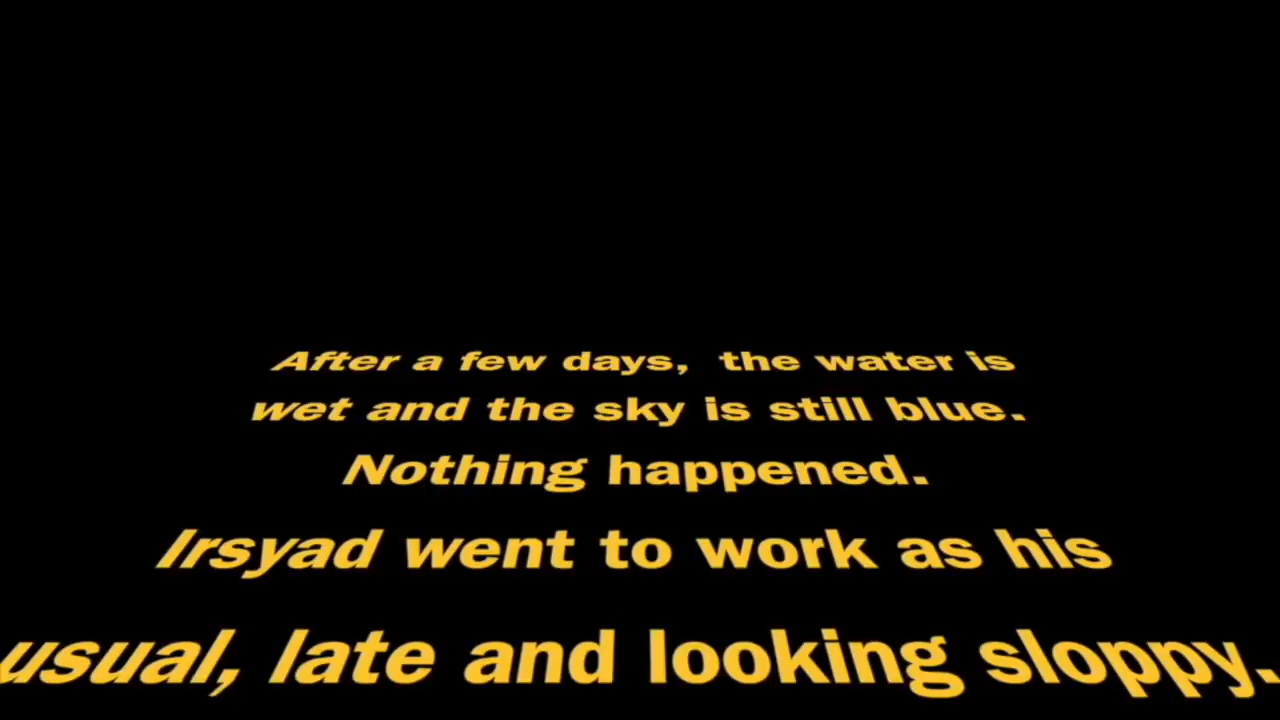 After a few days,  the water is
wet and the sky is still blue.
Nothing happened.
Irsyad went to work as his
usual, late and looking sloppy.